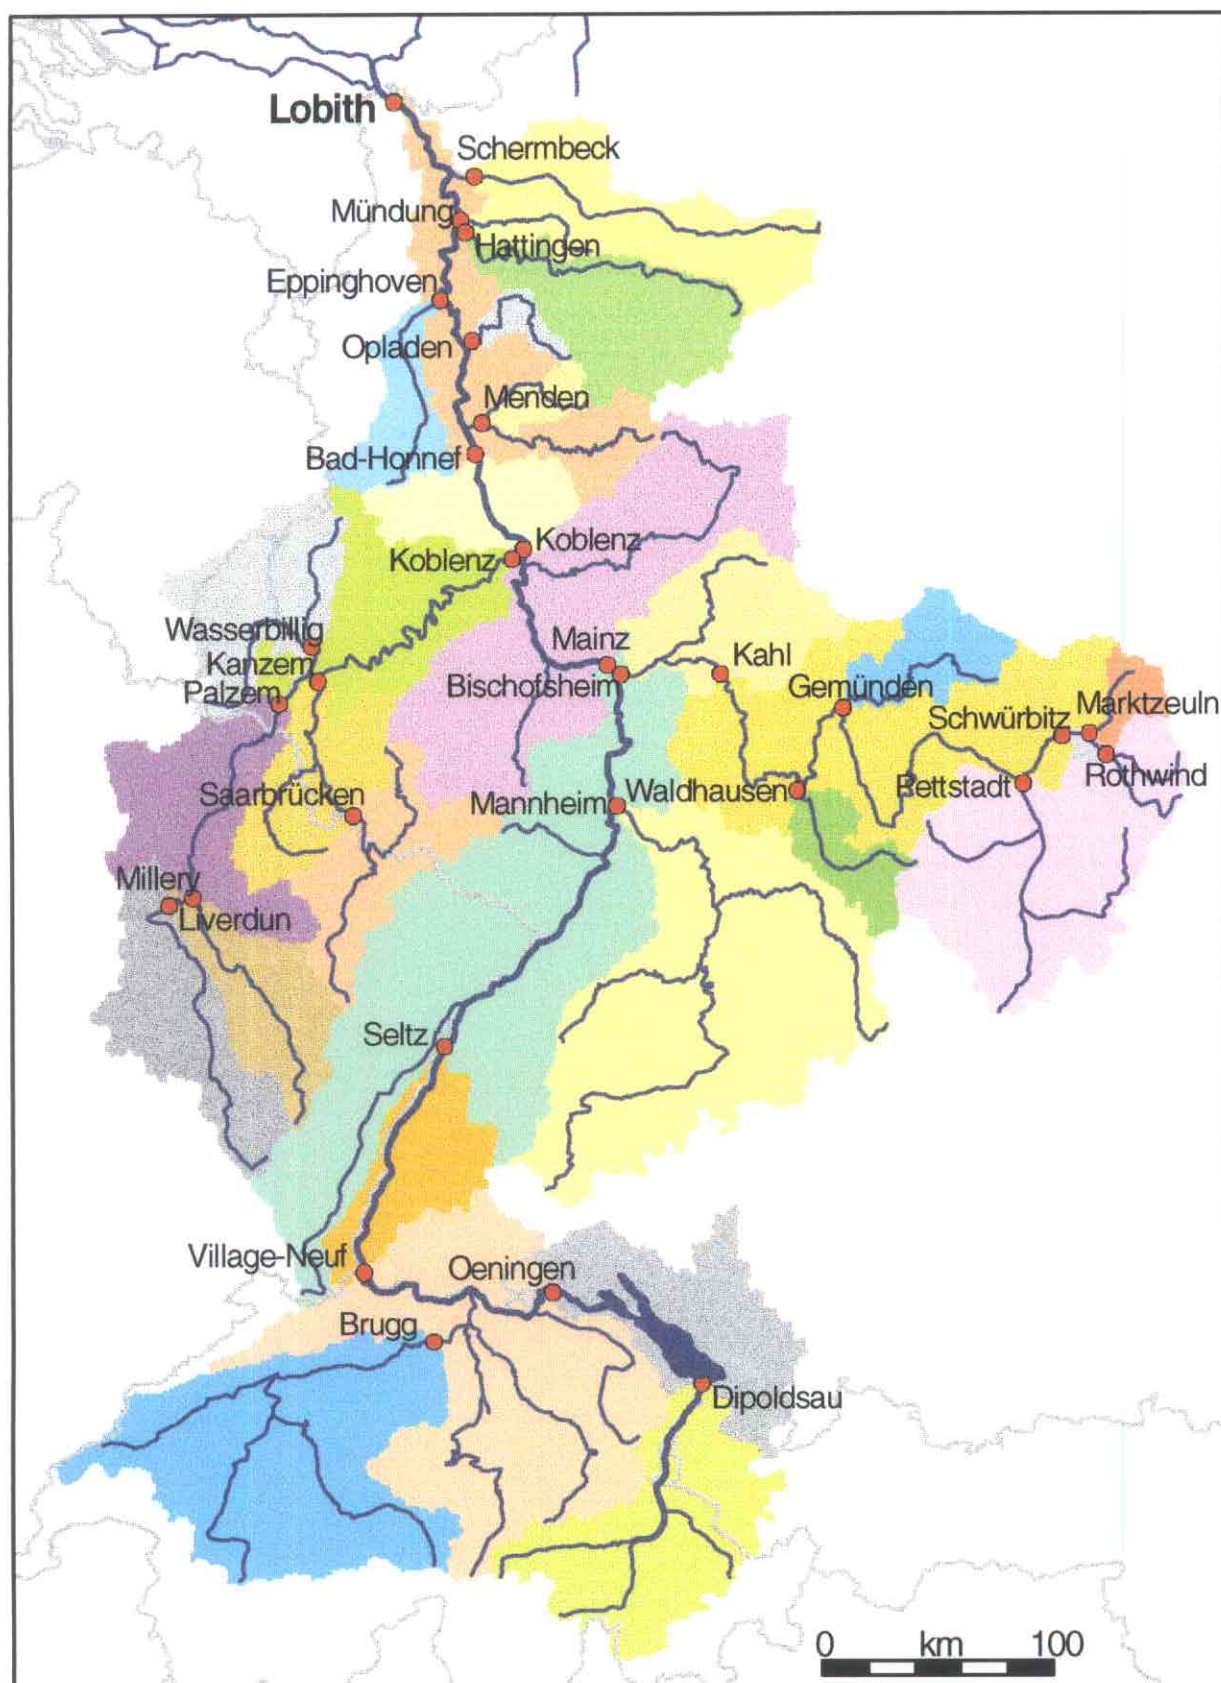 Lobith
Schermbeck
Mündung
Hattingen
Eppinghoven
Opladen
Menden
Bad-Honnef
Koblenz
Koblenz
Wasserbillig
Mainz
Kanzem
Kahl
Palzem
Bischofsheim
Gemünden
Marktzeuln
Schwürbitz
Rothwind
Saarbrücken
Mannheim
Waldhausen
Pettstadt
Millery
Liverdun
Seltz
Village-Neuf
Oeningen
Brugg
Dipoldsau
0 km 100